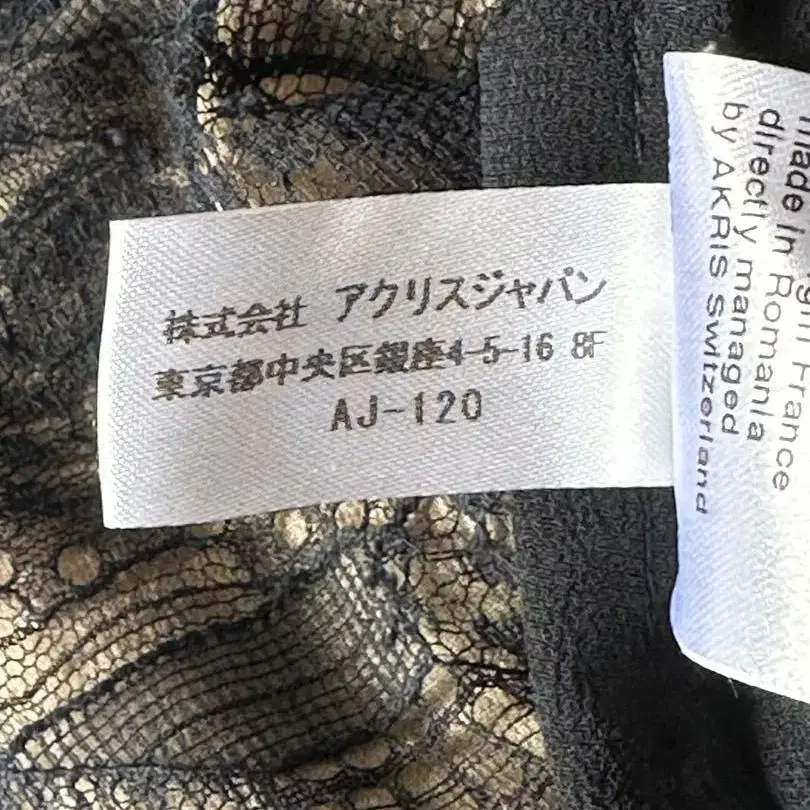 株式会社 アクリスジャパン
東京都中央区銀座4-5-16 8F
AJ-120
France
made in Romania
directly managed
by AKRIS Switzerland